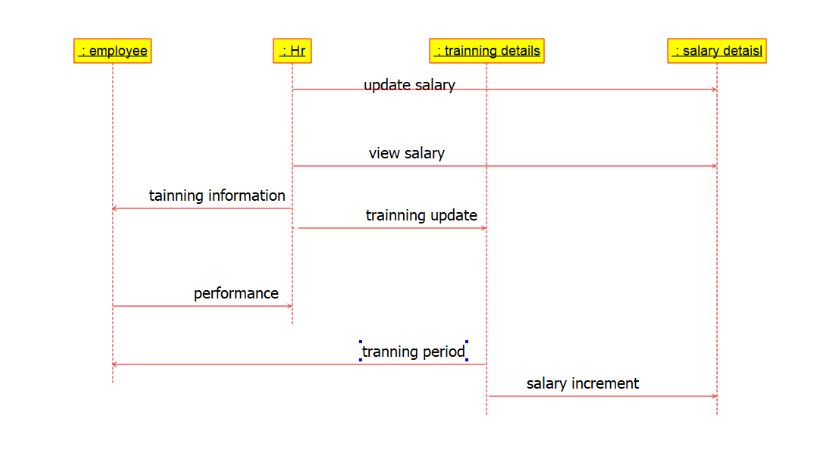 : employee
: Hr
: trainning details
: salary detaisl
update salary
view salary
tainning information
trainning update
performance
tranning period
salary increment